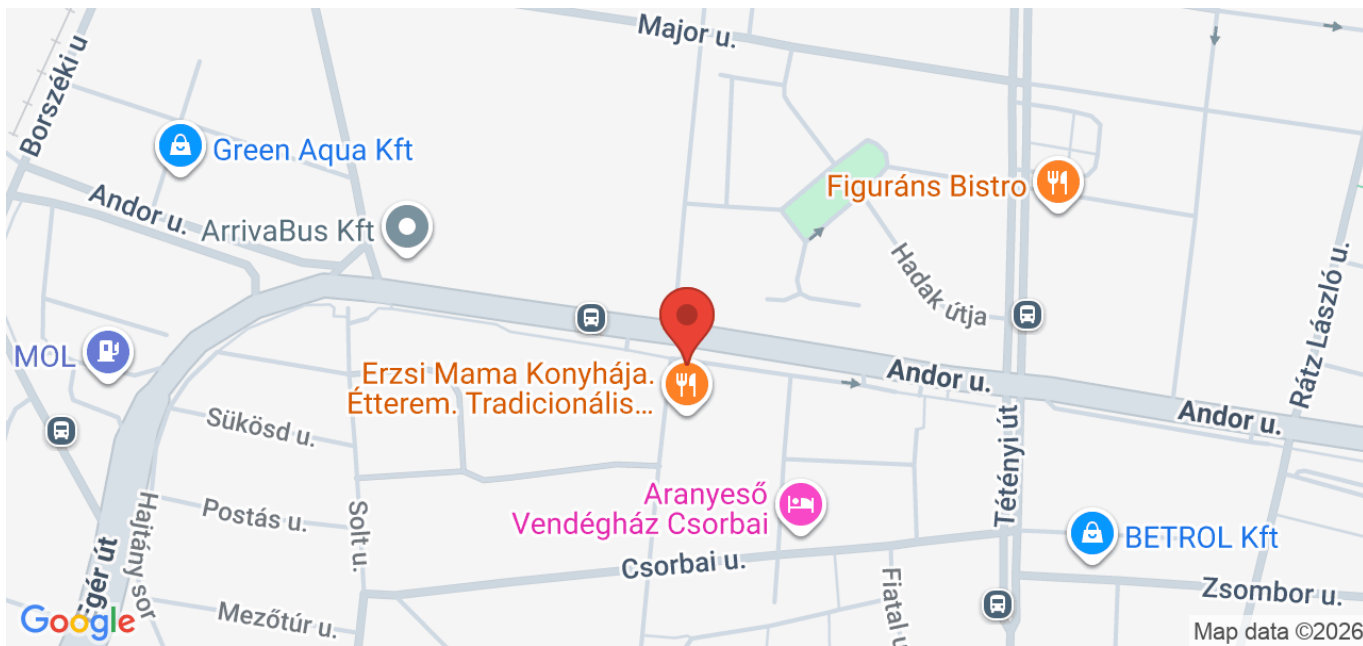 Major u.
Borszéki u
Green Aqua Kft
Andor u.
ArrivaBus Kft
Figuráns Bistro
Hadak útja
Rátz László u.
MOL
Erzsi Mama Konyhája.
Étterem. Tradicionális...
Andor u.
Andor u.
Sükösd u.
Tétényi út
Aranyeső
Vendégház Csorbai
Postás u.
Solt u.
Hajtány sor
Egér út
BETROL Kft
Csorbai u.
Fiatal u
Zsombor u.
Mezőtúr u.
Google
Map data ©2026